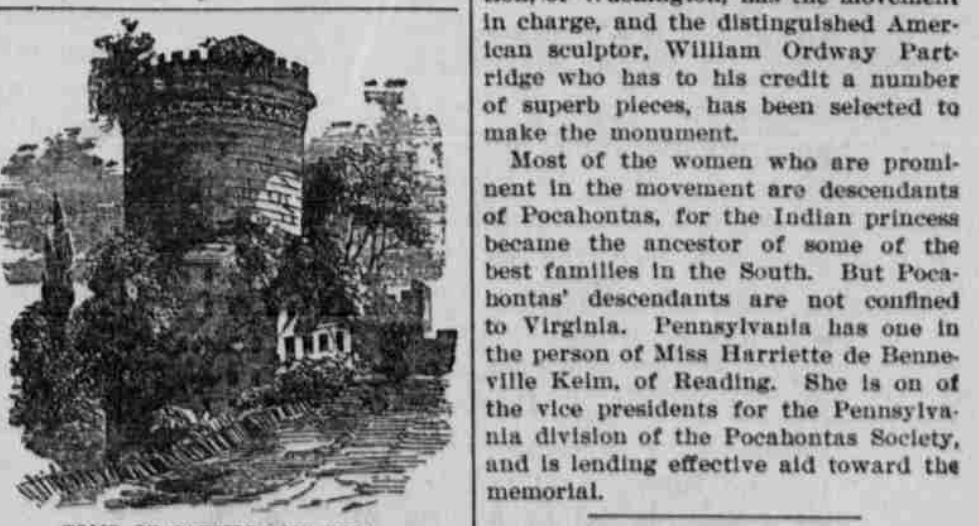 in charge, and the distinguished Amer-
ican sculptor, William Ordway Part-
ridge who has to his credit a number
of superb pieces, has been selected to
make the monument.
Most of the women who are promi-
nent in the movement are descendants
of Pocahontas, for the Indian princess
became the ancestor of some of the
best families in the South. But Poca-
hontas' descendants are not confined
to Virginia. Pennsylvania has one in
the person of Miss Harriette de Benne-
ville Keim, of Reading. She is on of
the vice presidents for the Pennsylva-
nia division of the Pocahontas Society,
and is lending effective aid toward the
memorial.